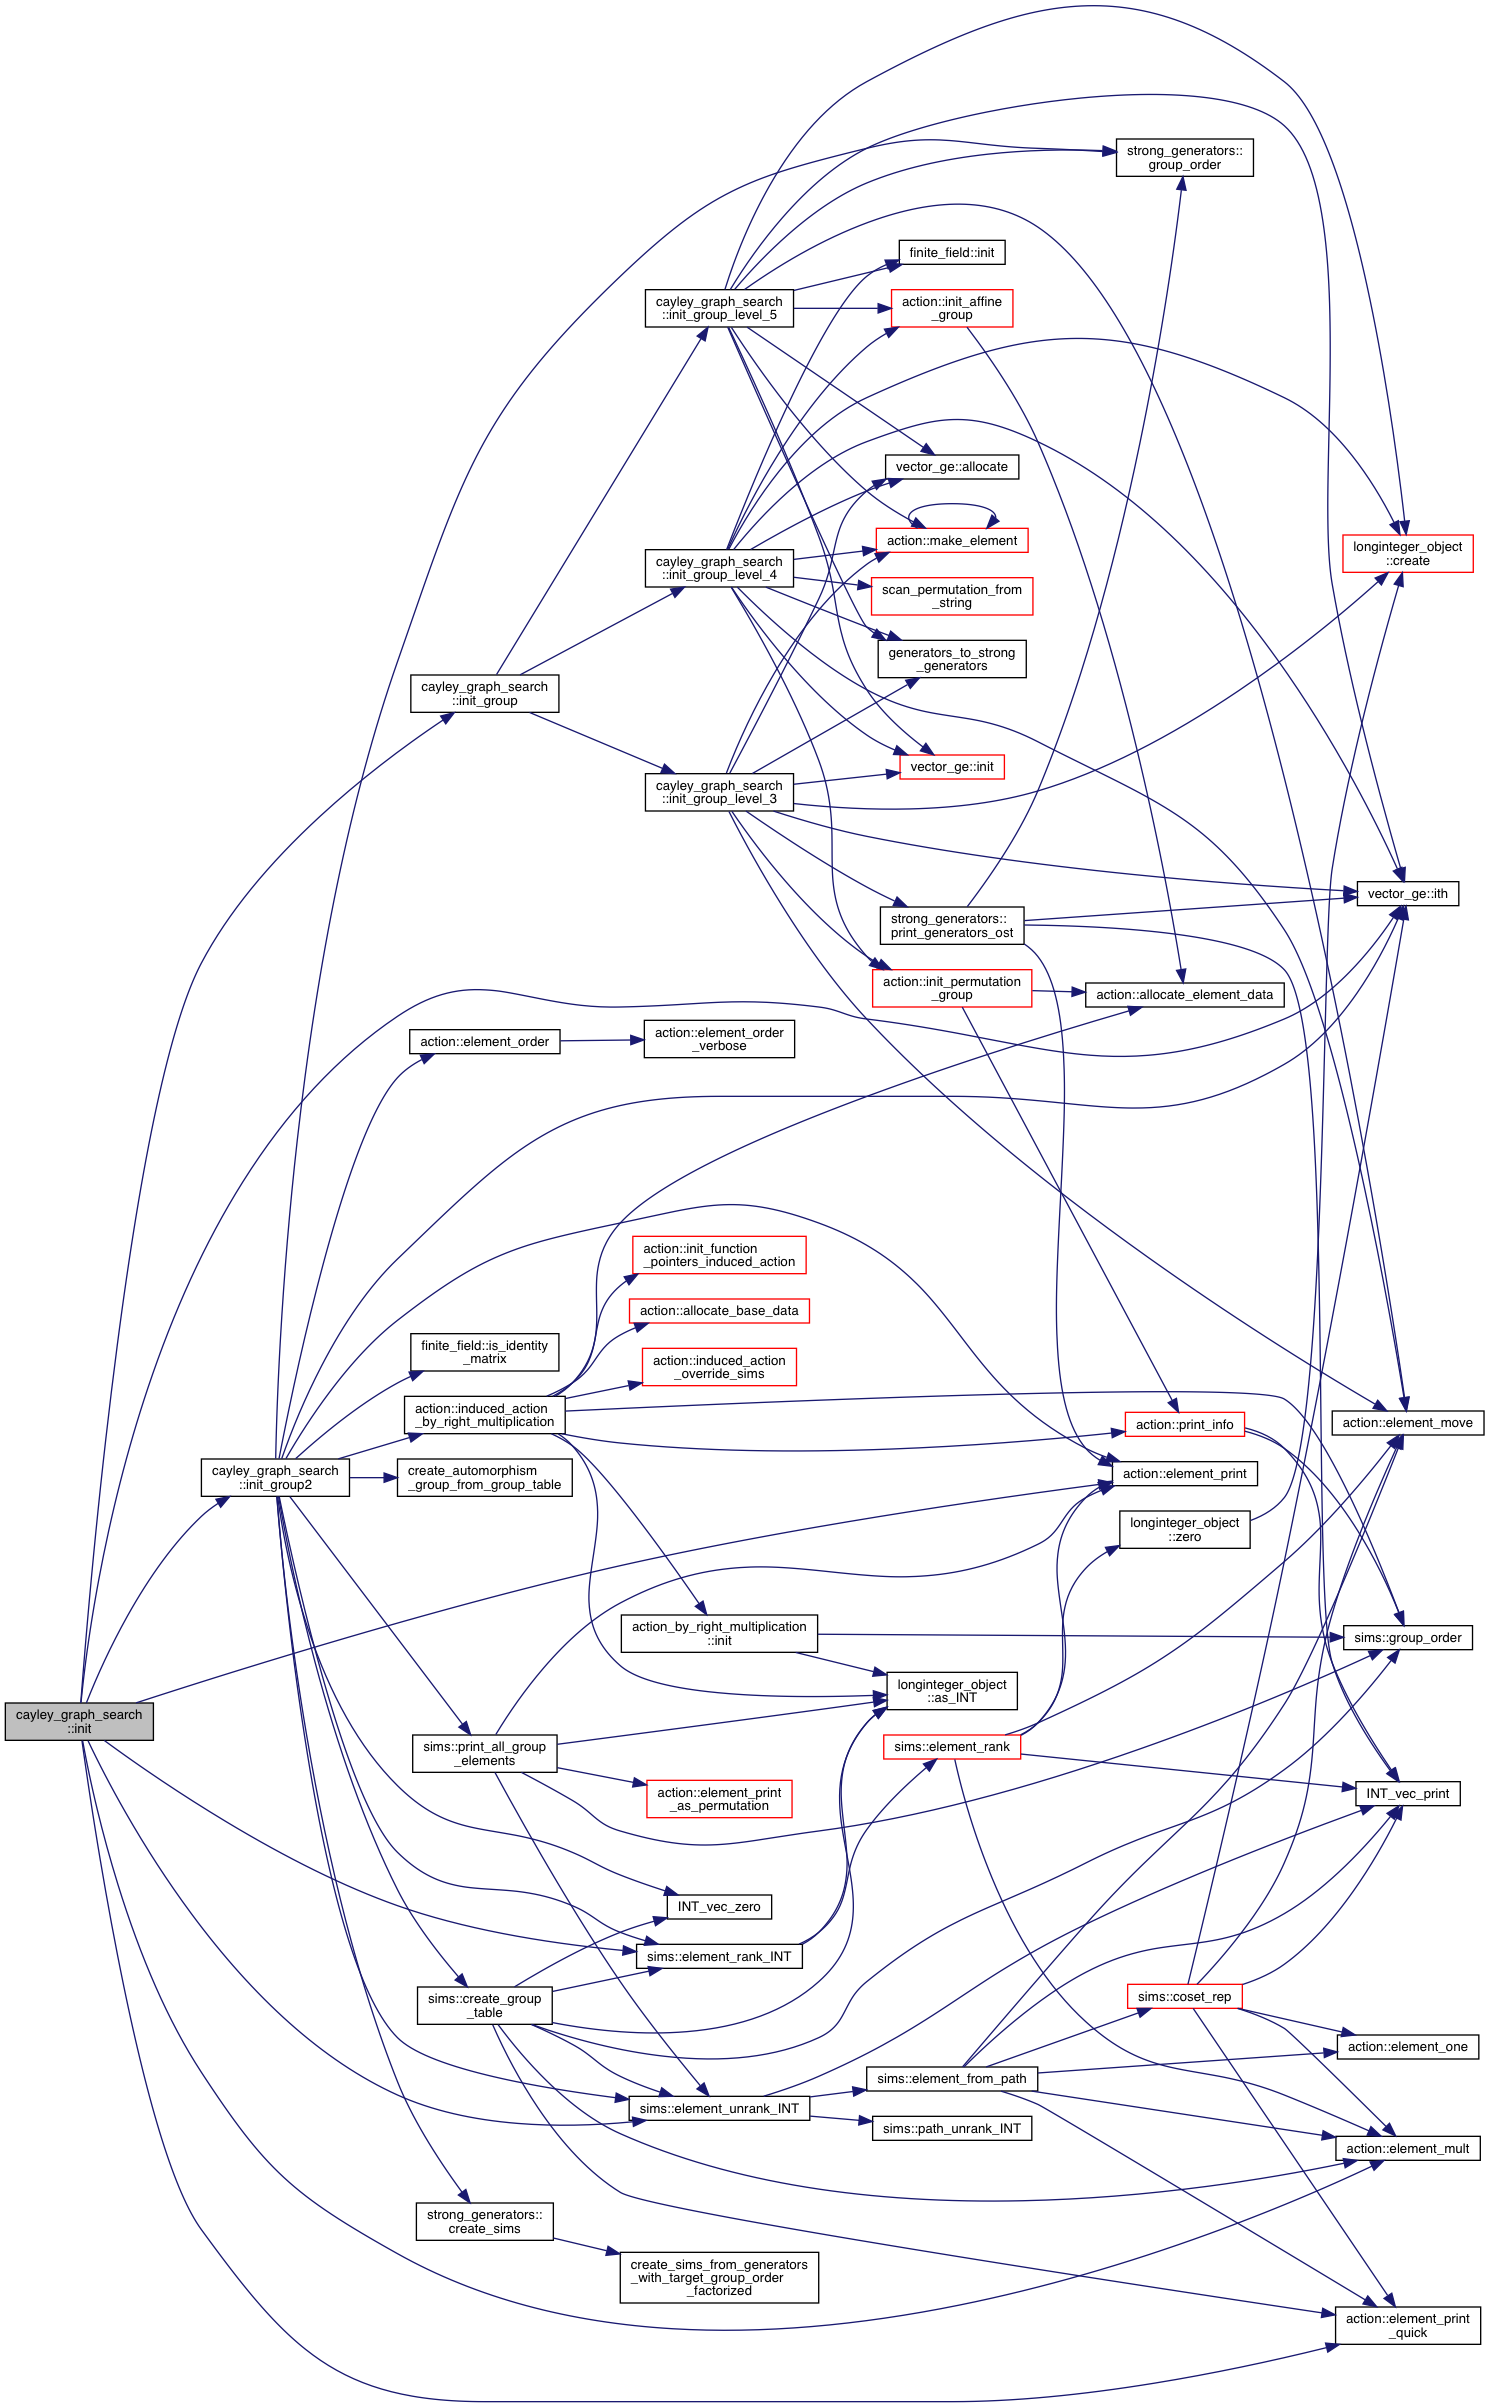 strong_generators::
group_order
finite_field::init
cayley_graph_search
::init_group_level_5
action::init_affine
_group
vector_ge::allocate
action::make_element
longinteger_object
::create
cayley_graph_search
::init_group_level_4
scan_permutation_from
_string
generators_to_strong
_generators
cayley_graph_search
::init_group
vector_ge::init
cayley_graph_search
::init_group_level_3
vector_ge::ith
strong_generators::
print_generators_ost
action::init_permutation
_group
action::allocate_element_data
action::element_order
action::element_order
_verbose
action::init_function
_pointers_induced_action
action::allocate_base_data
finite_field::is_identity
_matrix
action::induced_action
_override_sims
action::induced_action
_by_right_multiplication
action::print_info
action::element_move
cayley_graph_search
::init_group2
create_automorphism
_group_from_group_table
action::element_print
longinteger_object
::zero
action_by_right_multiplication
::init
sims::group_order
longinteger_object
::as_INT
cayley_graph_search
::init
sims::print_all_group
_elements
sims::element_rank
action::element_print
_as_permutation
INT_vec_print
INT_vec_zero
sims::element_rank_INT
sims::create_group
_table
sims::coset_rep
action::element_one
sims::element_from_path
sims::element_unrank_INT
sims::path_unrank_INT
action::element_mult
strong_generators::
create_sims
create_sims_from_generators
_with_target_group_order
_factorized
action::element_print
_quick